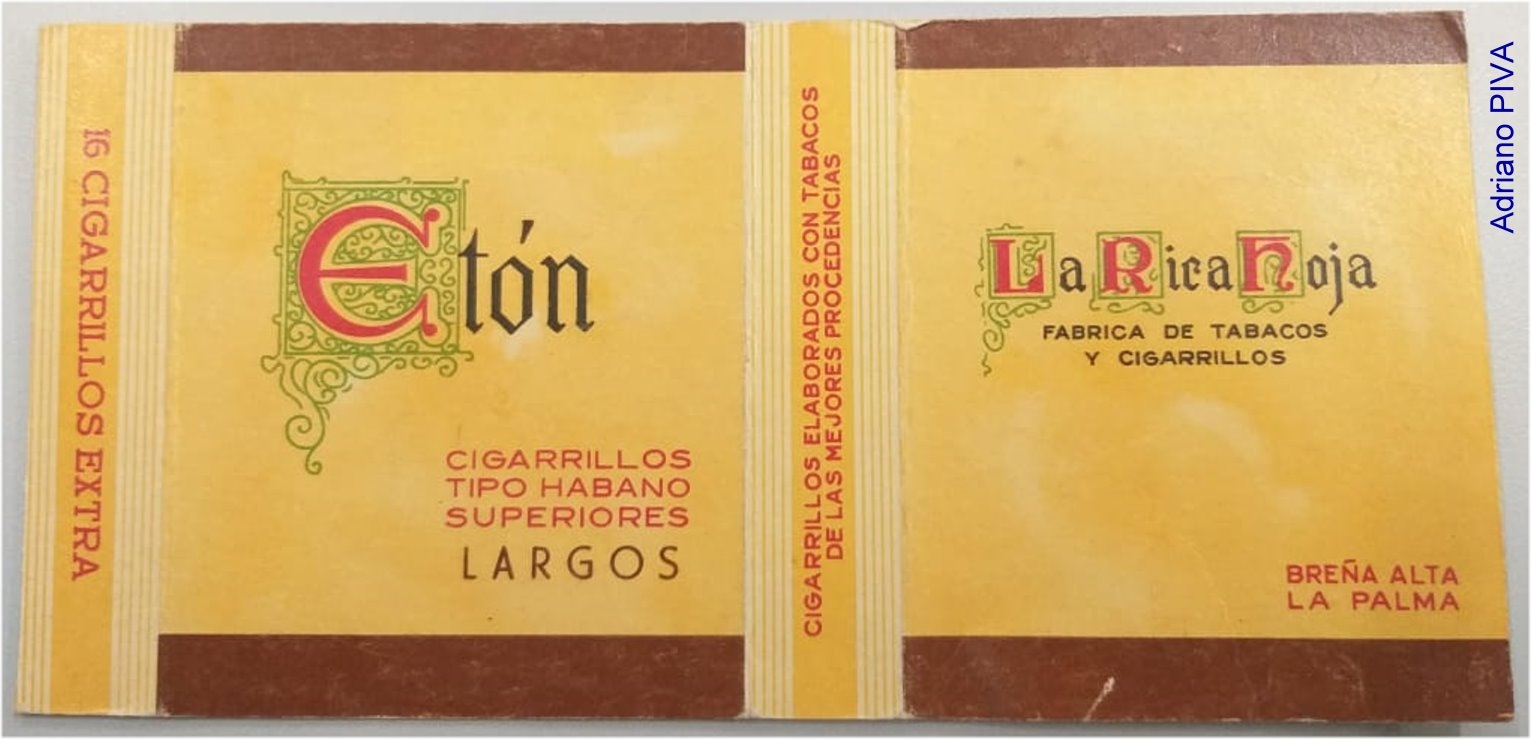 16 CIGARRILLOS EXTRA
Etón
CIGARRILLOS
TIPO HABANO
SUPERIORES
LARGOS
CIGARRILLOS ELABORADOS CON TABACOS
DE LAS MEJORES PROCEDENCIAS
La Rica Hoja
FABRICA DE TABACOS
Y CIGARRILLOS
BREÑA ALTA
LA PALMA
Adriano PIVA